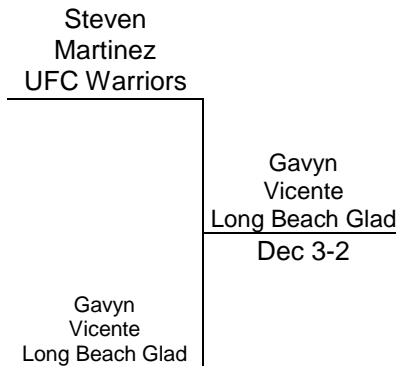 Steven
Martinez
UFC Warriors
Gavyn
Vicente
Long Beach Glad
Dec 3-2
Gavyn
Vicente
Long Beach Glad